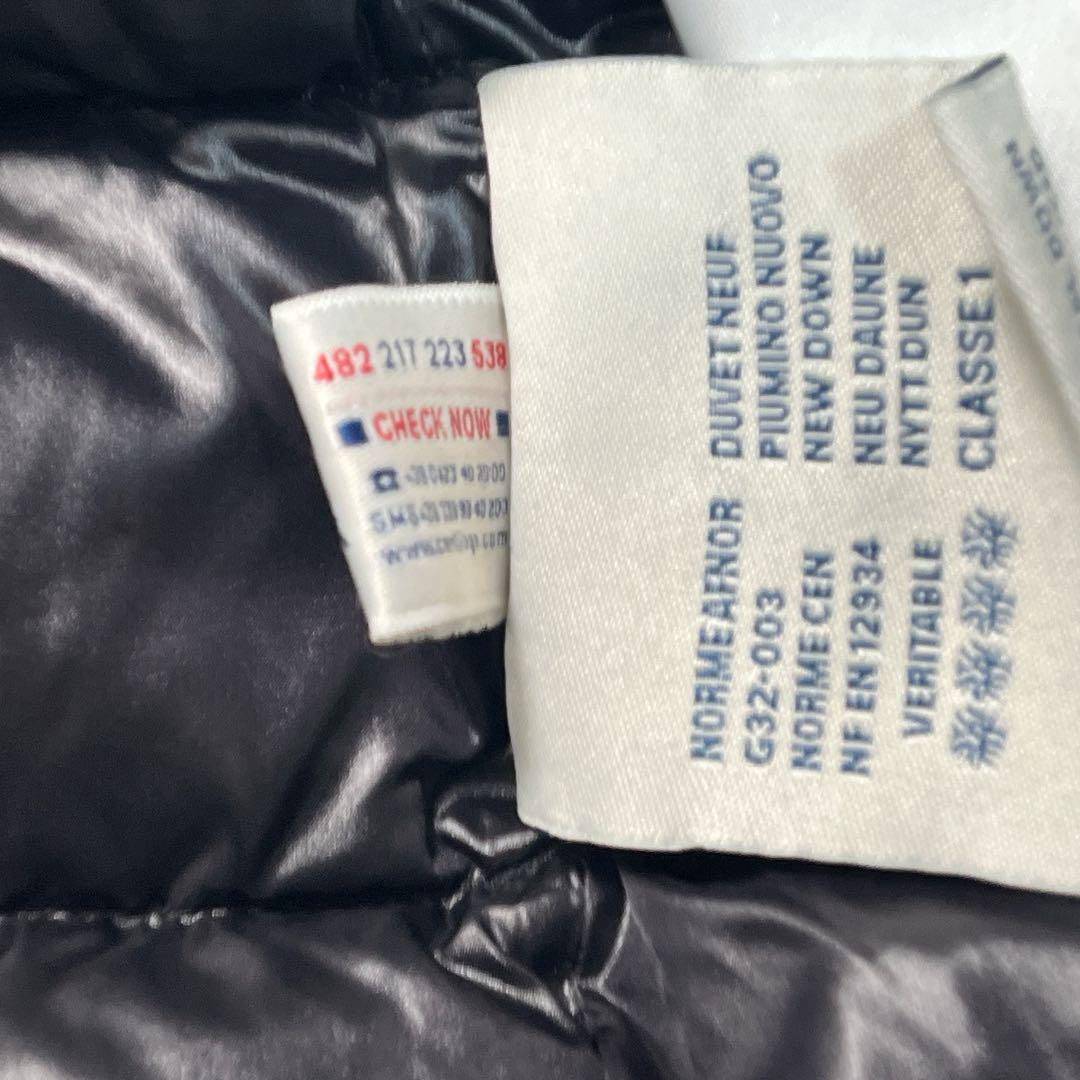 482 217 223 538
CHECK NOW
DUVET NEUF
PIUMINO NUOVO
NEW DOWN
NEU DAUNE
NYTT DUN
CLASSE 1
NORME AFNOR
G32-003
NORME CEN
NF EN 12934
VERITABLE
DOWN